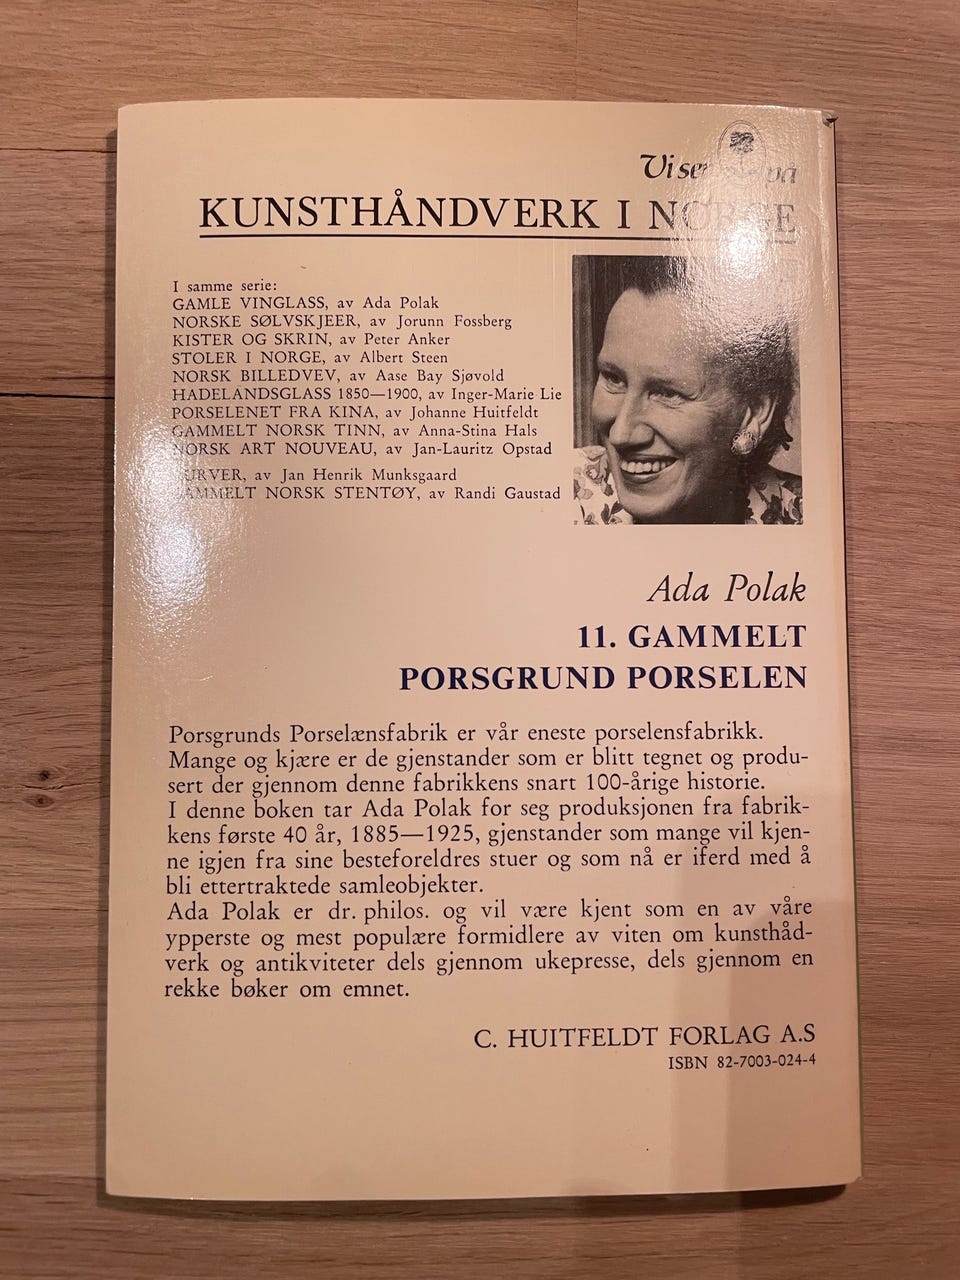 Vi ser på
KUNSTHÅNDVERK I NORGE
I samme serie:
GAMLE VINGLASS, av Ada Polak
NORSKE SØLVSKJEER, av Jorunn Fossberg
KISTER OG SKRIN, av Peter Anker
STOLER I NORGE, av Albert Steen
NORSK BILLEDVEV, av Aase Bay Sjøvold
HADELANDSGLASS 1850—1900, av Inger-Marie Lie
PORSELENET FRA KINA, av Johanne Huitfeldt
GAMMELT NORSK TINN, av Anna-Stina Hals
NORSK ART NOUVEAU, av Jan-Lauritz Opstad
av Jan Henrik Munksgaard
GAMMELT NORSK STENTØY, av Randi Gaustad
Ada Polak
11. GAMMELT
PORSGRUND PORSELEN
Porsgrunds Porselænsfabrik er vår eneste porselensfabrikk.
Mange og kjære er de gjenstander som er blitt tegnet og produ-
sert der gjennom denne fabrikkens snart 100-årige historie.
I denne boken tar Ada Polak for seg produksjonen fra fabrik-
kens første 40 år, 1885—1925, gjenstander som mange vil kjen-
ne igjen fra sine besteforeldres stuer og som nå er iferd med å
bli ettertraktede samleobjekter.
Ada Polak er dr. philos. og vil være kjent som en av våre
ypperste og mest populære formidlere av viten om kunsthåd-
verk og antikviteter dels gjennom ukepresse, dels gjennom en
rekke bøker om emnet.
C. HUITFELDT FORLAG A.S
ISBN 82-7003-024-4